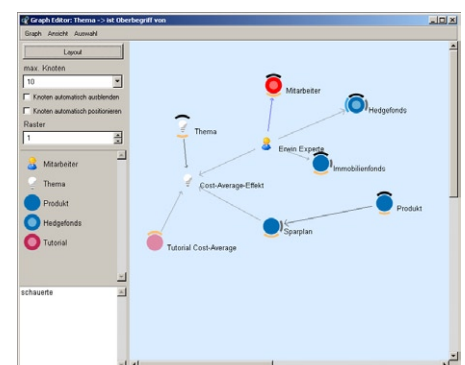 Graph Editor: Thema -> ist Oberbegriff von
Graph Ansicht Auswahl
Layout
max. Knoten
10
Knoten automatisch ausblenden
Knoten automatisch positionieren
Raster
1
Mitarbeiter
Thema
Produkt
Hedgefonds
Tutorial
schauerte
Mitarbeiter
Hedgefonds
Thema
Erwin Experte
Immobilienfonds
Cost-Average-Effekt
Produkt
Sparplan
Tutorial Cost-Average